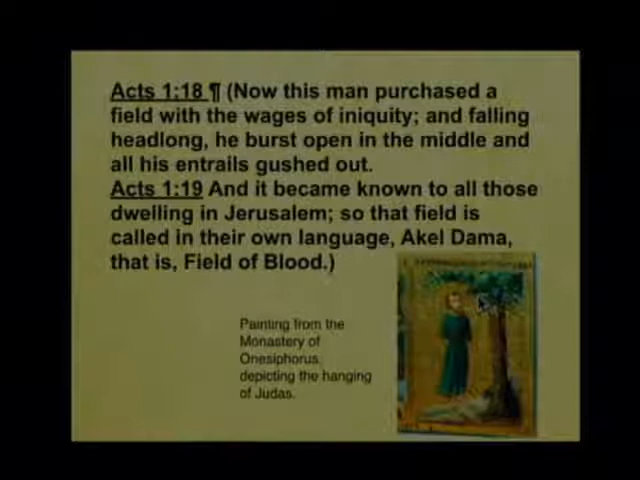 Acts 1:18 ¶ (Now this man purchased a
field with the wages of iniquity; and falling
headlong, he burst open in the middle and
all his entrails gushed out.
Acts 1:19 And it became known to all those
dwelling in Jerusalem; so that field is
called in their own language, Akel Dama,
that is, Field of Blood.)
Painting from the
Monastery of
Onesiphorus,
depicting the hanging
of Judas.